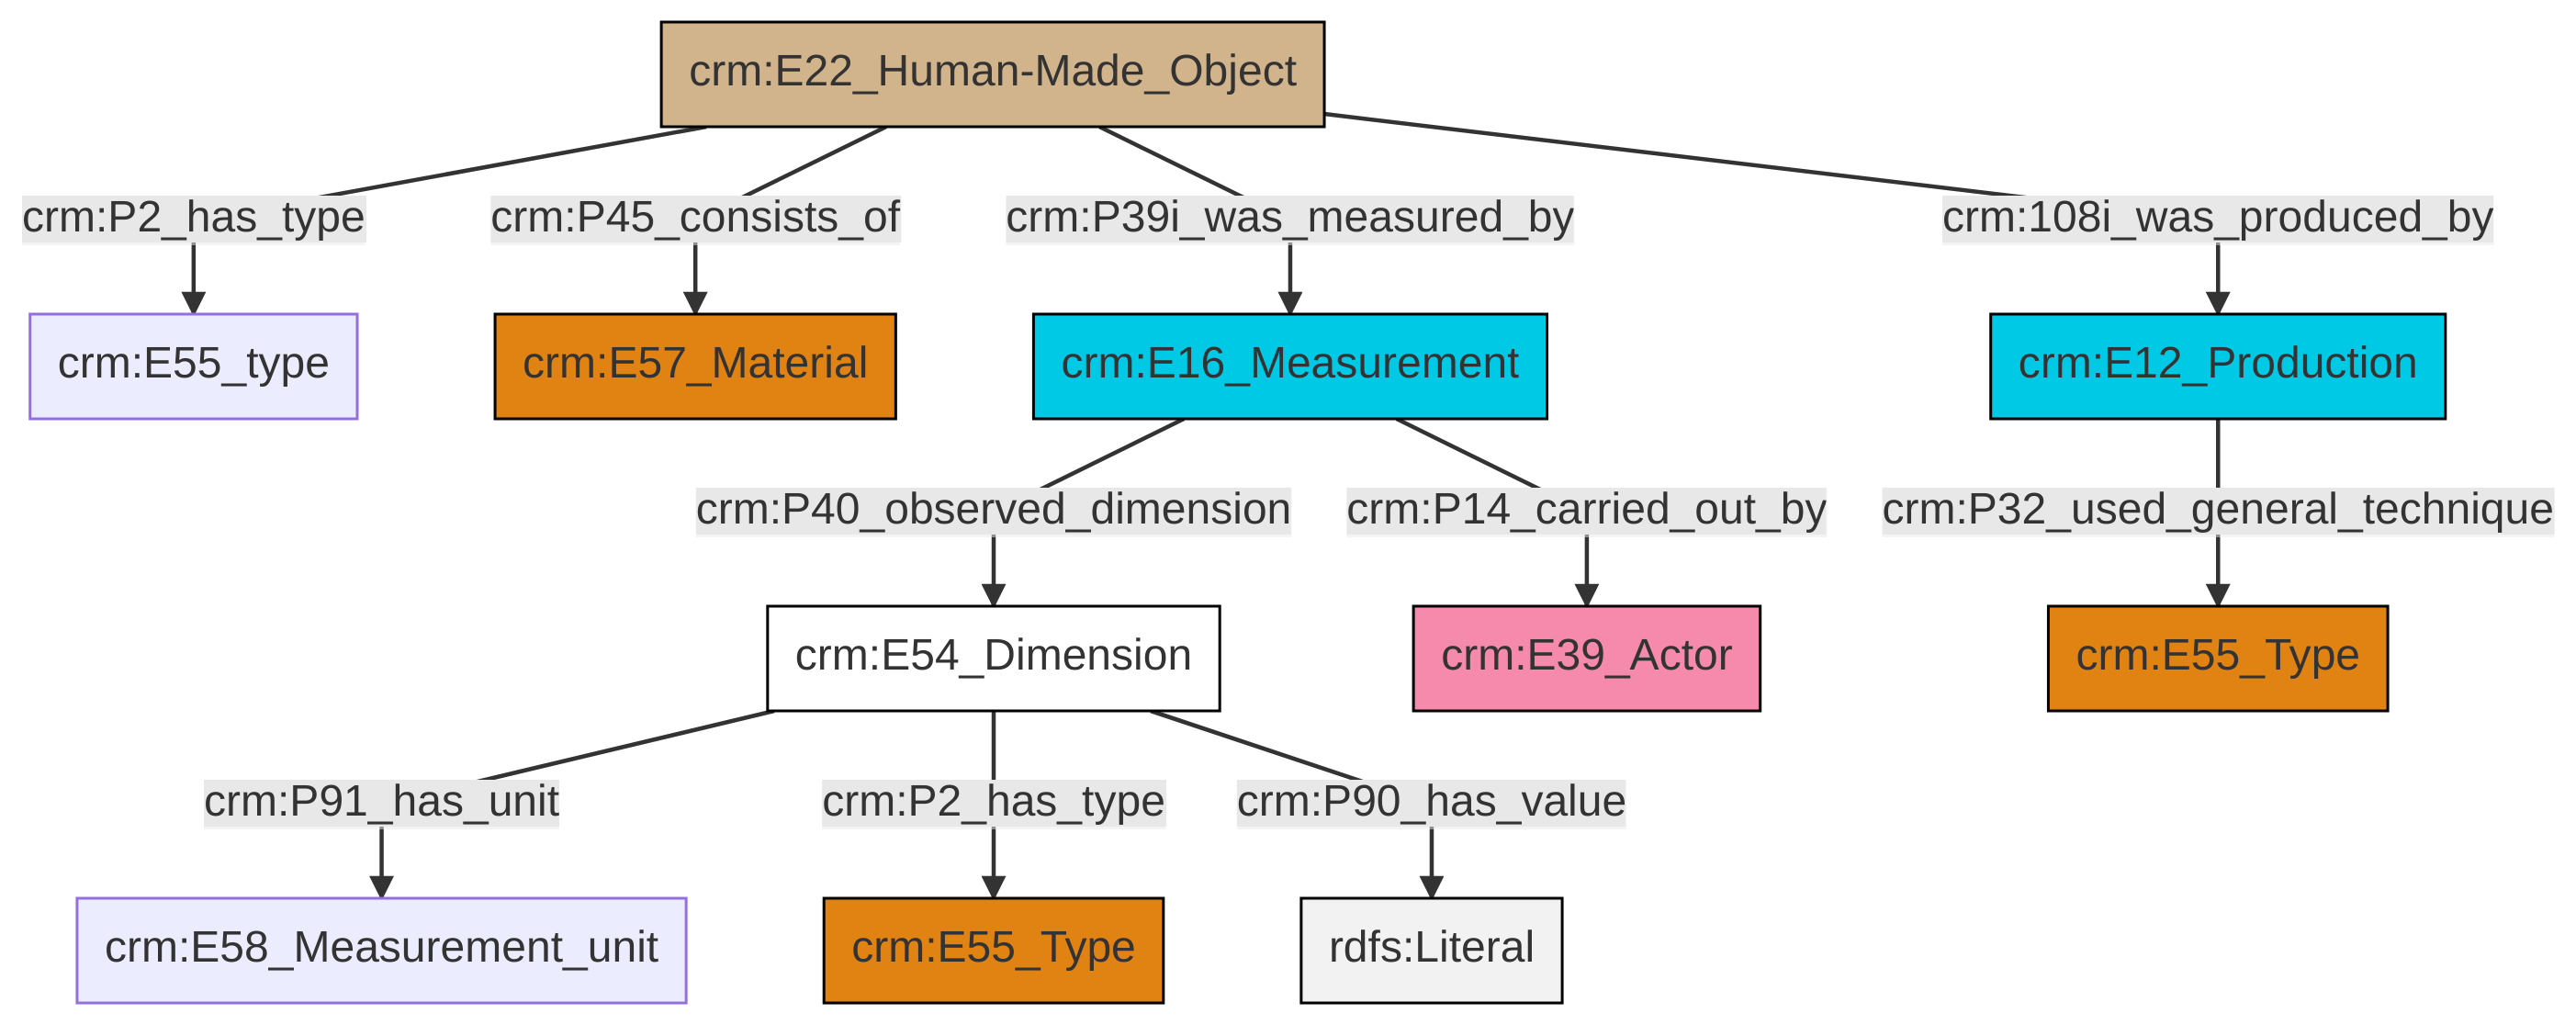 crm:E22_Human-Made_Object
crm:P2_has_type
crm:P45_consists_of
crm:P39i_was_measured_by
crm:108i_was_produced_by
crm:E55_type
crm:E57_Material
crm:E16_Measurement
crm:E12_Production
crm:P40_observed_dimension
crm:P14_carried_out_by
crm:P32_used_general_technique
crm:E54_Dimension
crm:E39_Actor
crm:E55_Type
crm:P91_has_unit
crm:P2_has_type
crm:P90_has_value
crm:E58_Measurement_unit
crm:E55_Type
rdfs:Literal